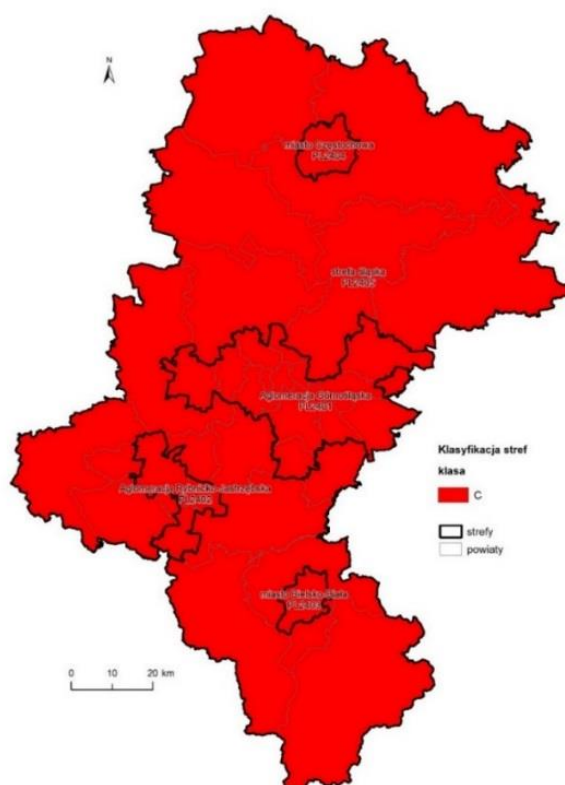 N
miasto Częstochowa
PL2404
strefa śląska
PL2405
Aglomeracja Górnośląska
PL2401
Klasyfikacja stref
klasa
C
Aglomeracja Rybnicko-Jastrzębska
PL2402
strefy
powiaty
miasto Bielsko-Biała
PL2403
0 10 20 km